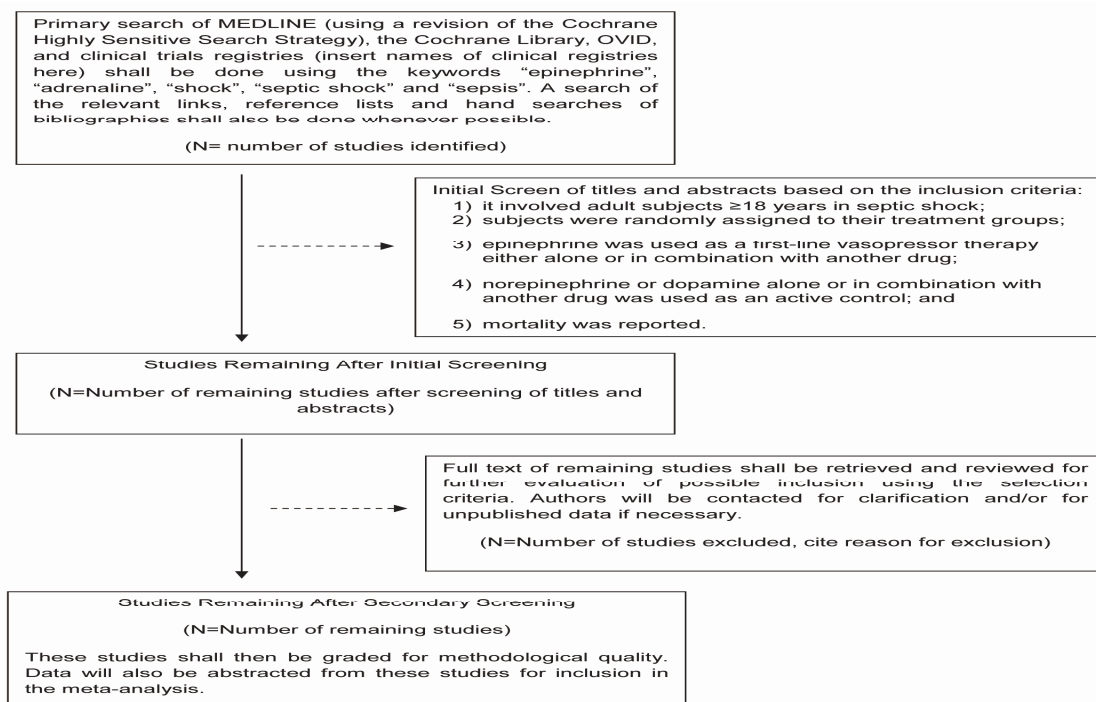 Primary search of MEDLINE (using a revision of the Cochrane
Highly Sensitive Search Strategy), the Cochrane Library, OVID,
and clinical trials registries (insert names of clinical registries
here) shall be done using the keywords “epinephrine”,
“adrenaline”, “shock”, “septic shock” and “sepsis”. A search of
the relevant links, reference lists and hand searches of
bibliographies shall also be done whenever possible.
(N= number of studies identified)
Initial Screen of titles and abstracts based on the inclusion criteria:
1) it involved adult subjects ≥18 years in septic shock;
2) subjects were randomly assigned to their treatment groups;
3) epinephrine was used as a first-line vasopressor therapy
either alone or in combination with another drug;
4) norepinephrine or dopamine alone or in combination with
another drug was used as an active control; and
5) mortality was reported.
Studies Remaining After Initial Screening
(N=Number of remaining studies after screening of titles and
abstracts)
Full text of remaining studies shall be retrieved and reviewed for
further evaluation of possible inclusion using the selection
criteria. Authors will be contacted for clarification and/or for
unpublished data if necessary.
(N=Number of studies excluded, cite reason for exclusion)
Studies Remaining After Secondary Screening
(N=Number of remaining studies)
These studies shall then be graded for methodological quality.
Data will also be abstracted from these studies for inclusion in
the meta-analysis.